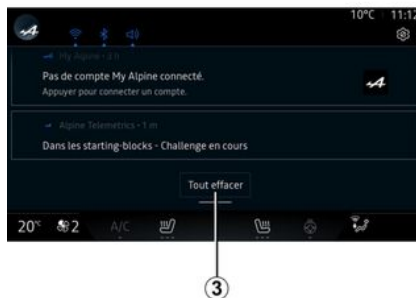 10°C 11:12
My Alpine • 2 h
Pas de compte My Alpine connecté.
Appuyer pour connecter un compte.
Alpine Telemetrics • 1 m
Dans les starting-blocks - Challenge en cours
Tout effacer
20°c 2 A/C
3